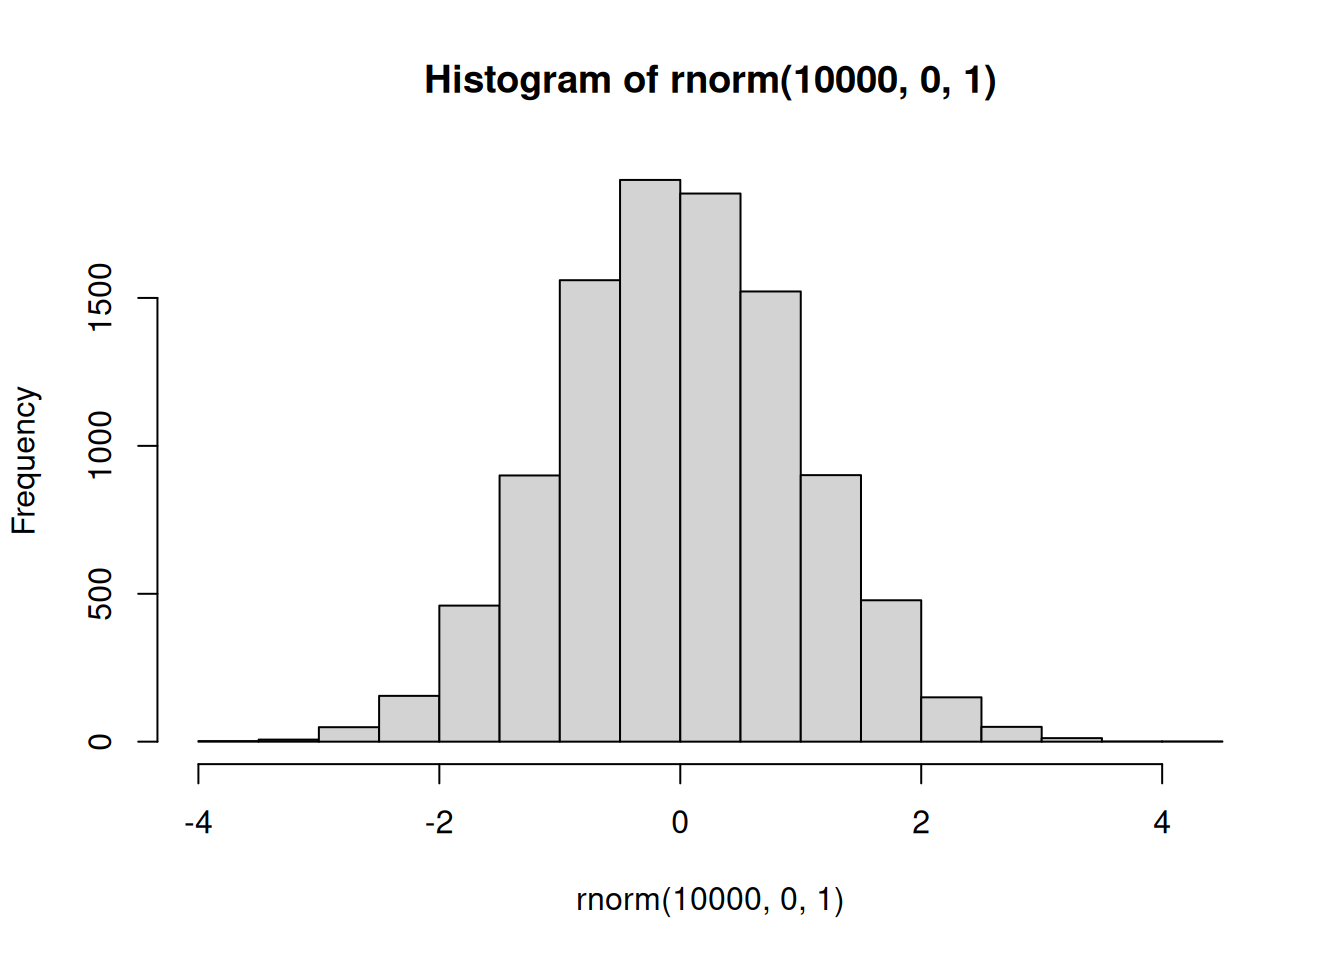 Histogram of rnorm(10000, 0, 1)
Frequency
1500
1000
500
0
-4 -2 0 2 4
rnorm(10000, 0, 1)